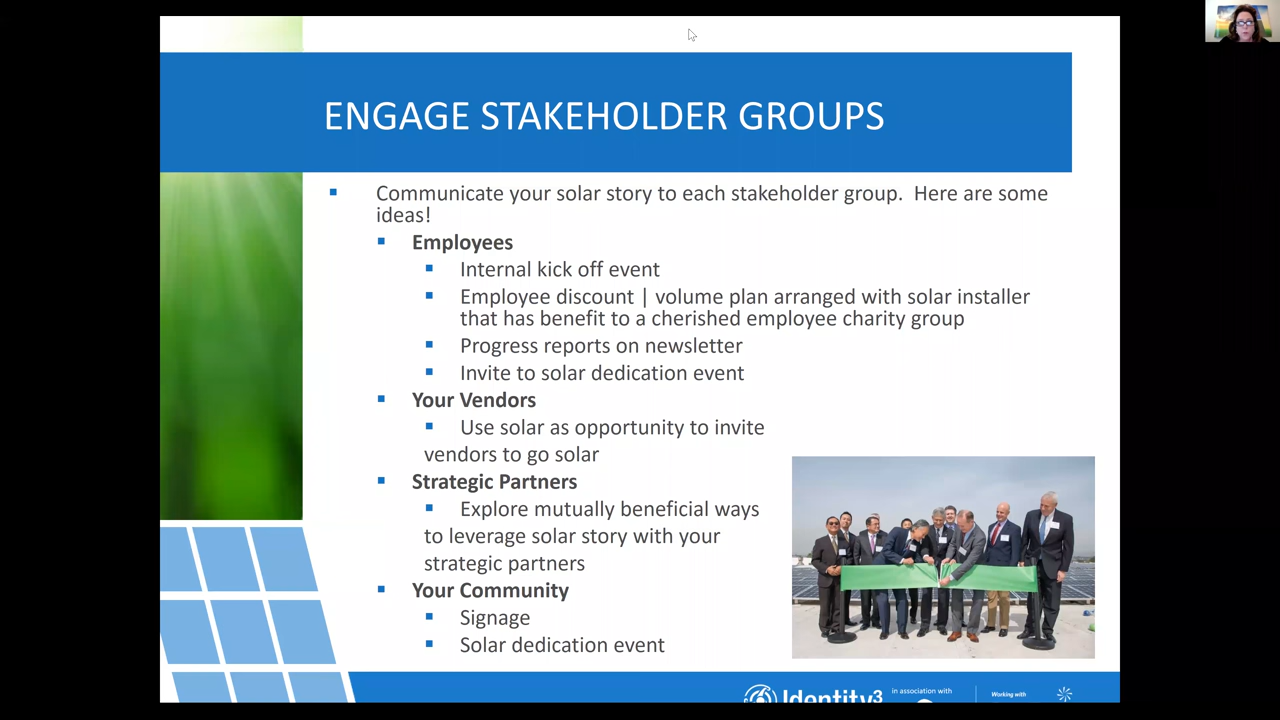 ENGAGE STAKEHOLDER GROUPS
Communicate your solar story to each stakeholder group.  Here are some
ideas!
Employees
Internal kick off event
Employee discount | volume plan arranged with solar installer
that has benefit to a cherished employee charity group
Progress reports on newsletter
Invite to solar dedication event
Your Vendors
Use solar as opportunity to invite
vendors to go solar
Strategic Partners
Explore mutually beneficial ways
to leverage solar story with your
strategic partners
Your Community
Signage
Solar dedication event
Identity3
in association with
Working with